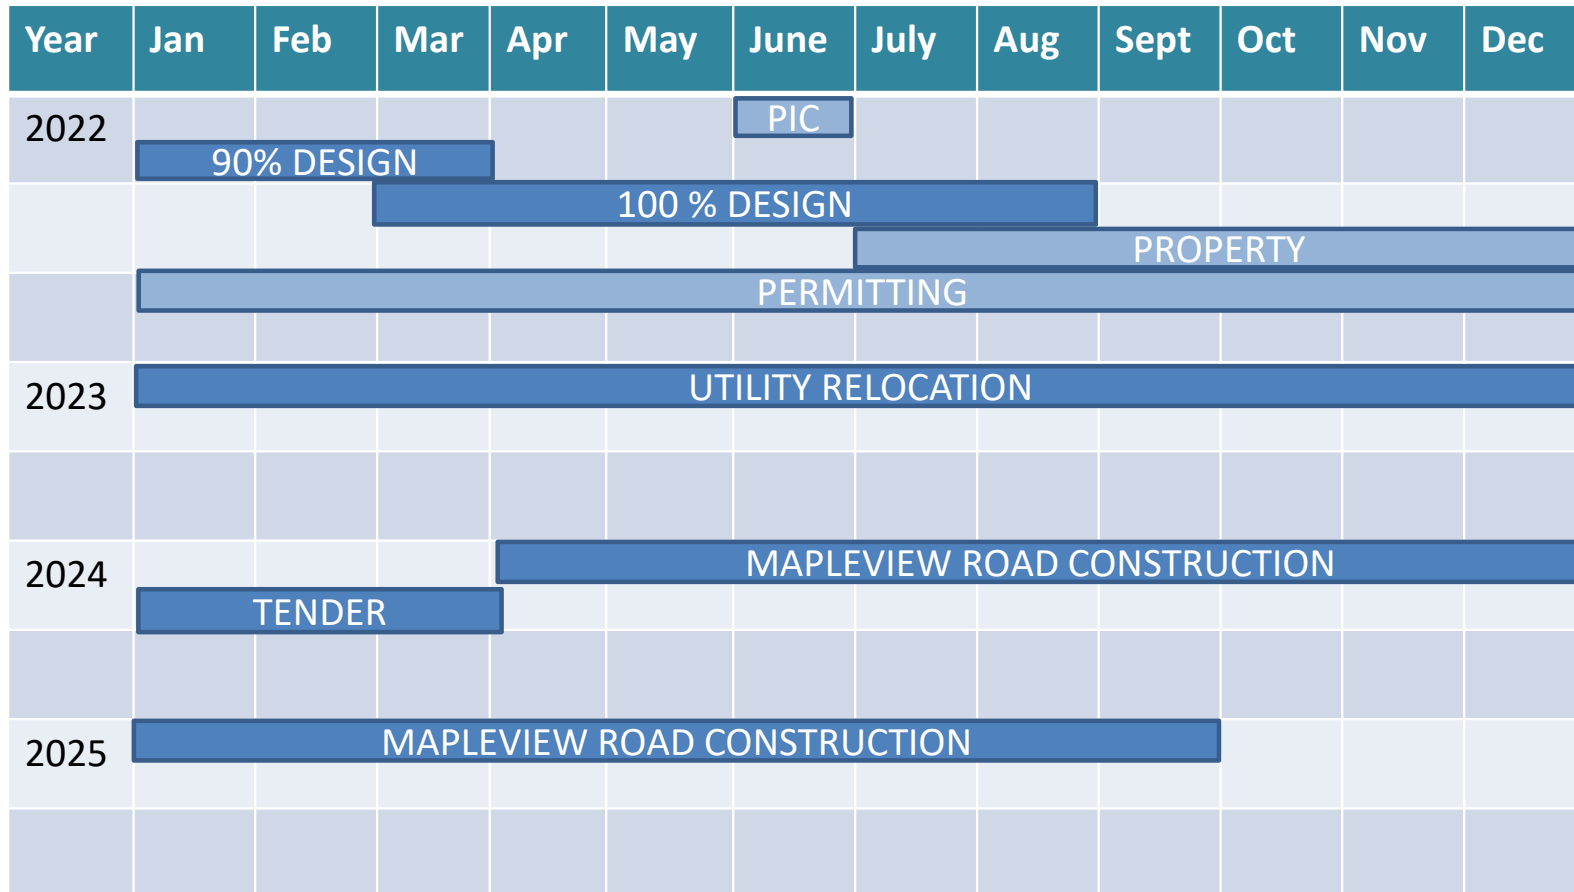 Year Jan Feb Mar Apr May June July Aug Sept Oct Nov Dec
2022
PIC
90% DESIGN
100 % DESIGN
PROPERTY
PERMITTING
2023
UTILITY RELOCATION
2024
MAPLEVIEW ROAD CONSTRUCTION
TENDER
2025
MAPLEVIEW ROAD CONSTRUCTION